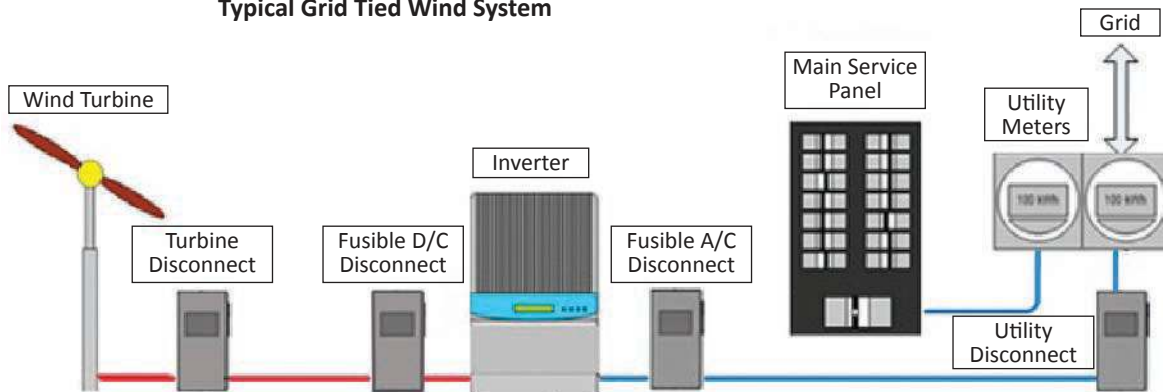 Typical Grid Tied Wind System
Grid
Main Service
Panel
Wind Turbine
Utility
Meters
Inverter
100 kWh
100 kWh
Turbine
Disconnect
Fusible D/C
Disconnect
Fusible A/C
Disconnect
Utility
Disconnect